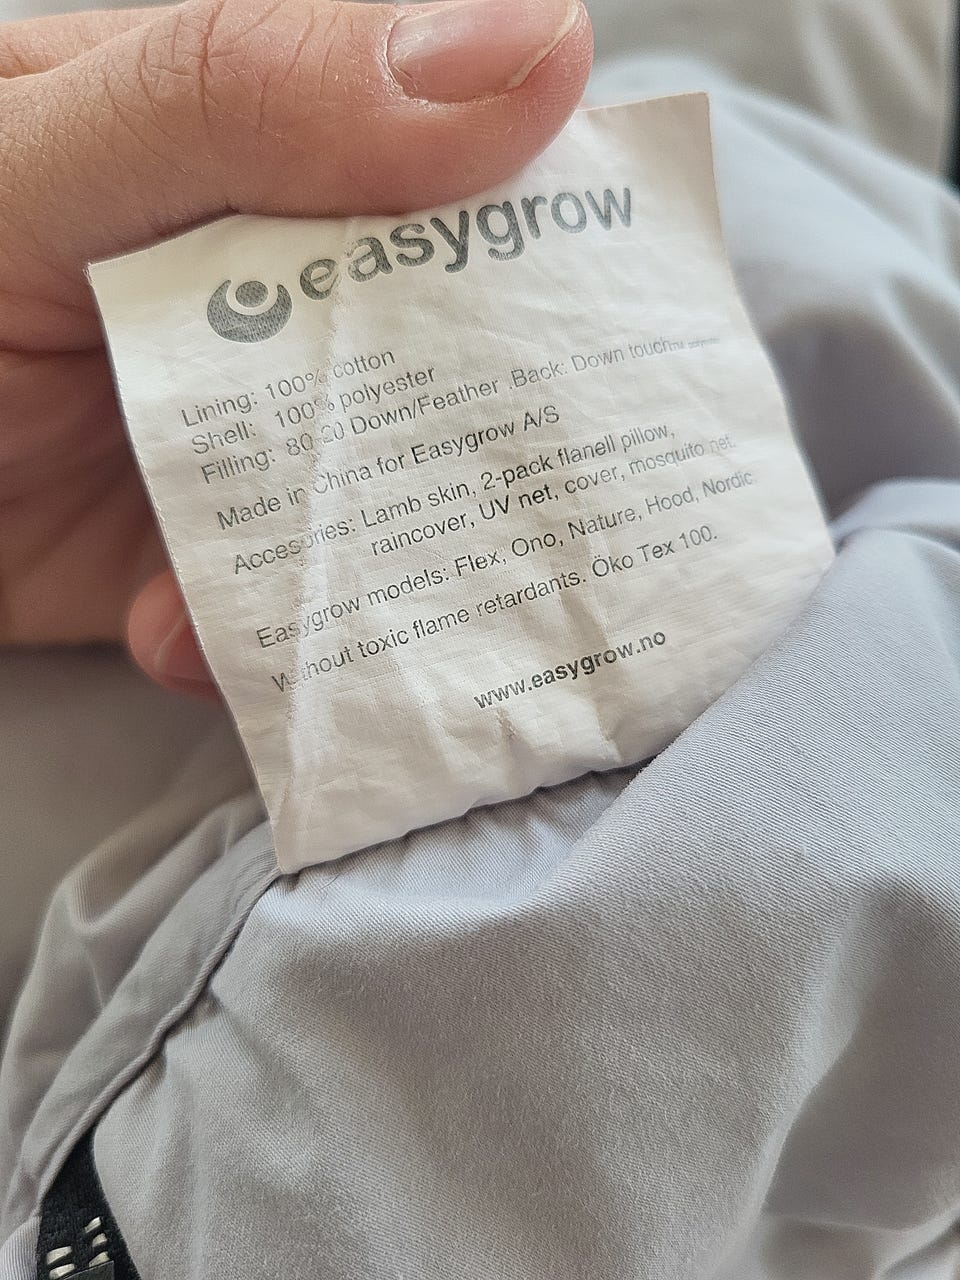 easygrow
Lining: 100% cotton
Shell: 100% polyester
Filling: 80-20 Down/Feather .Back: Down touch™ polyester
Made in China for Easygrow A/S
Accesories: Lamb skin, 2-pack flanell pillow,
raincover, UV net, cover, mosquito net.
Easygrow models: Flex, Ono, Nature, Hood, Nordic
Without toxic flame retardants. Öko Tex 100.
www.easygrow.no